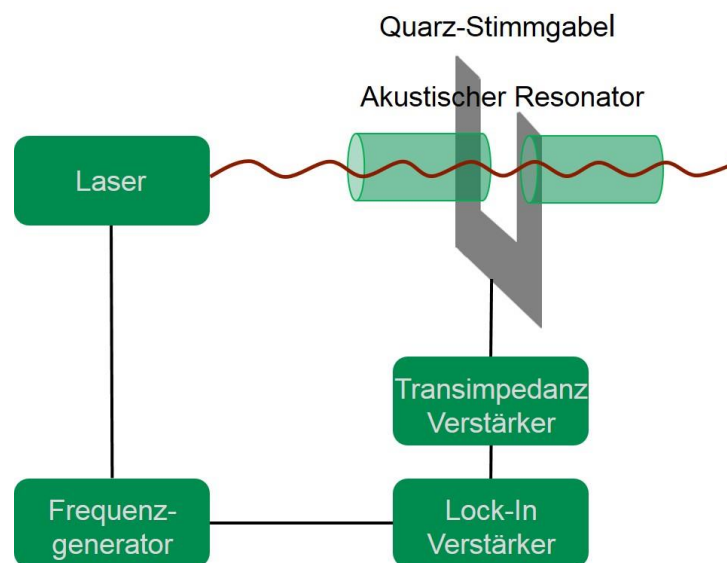 Quarz-Stimmgabel
Akustischer Resonator
Laser
Transimpedanz
Verstärker
Frequenz-
generator
Lock-In
Verstärker